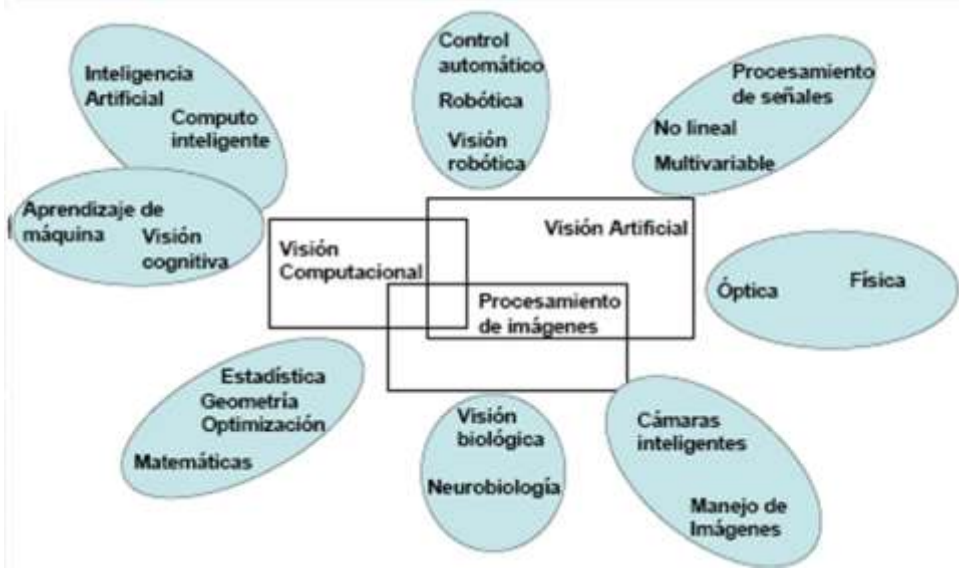 Inteligencia
Artificial
Computo
inteligente
Control
automático
Robótica
Visión
robótica
Procesamiento
de señales
No lineal
Multivariable
Aprendizaje de
máquina
Visión
cognitiva
Visión
Computacional
Visión Artificial
Procesamiento
de imágenes
Óptica
Física
Estadística
Geometría
Optimización
Matemáticas
Visión
biológica
Neurobiología
Cámaras
inteligentes
Manejo de
Imágenes